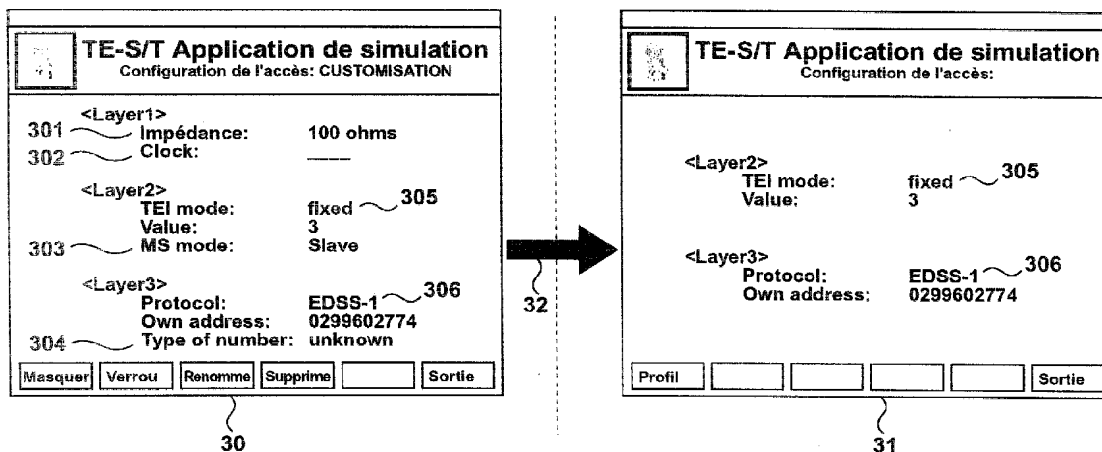 TE-S/T Application de simulation
Configuration de l'accès: CUSTOMISATION
<Layer1>
301 Impédance: 100 ohms
302 Clock: ____
<Layer2>
TEI mode: fixed 305
Value: 3
303 MS mode: Slave
<Layer3>
Protocol: EDSS-1 306
Own address: 0299602774
304 Type of number: unknown
Masquer Verrou Renomme Supprime Sortie
30
32
TE-S/T Application de simulation
Configuration de l'accès:
<Layer2>
TEI mode: fixed 305
Value: 3
<Layer3>
Protocol: EDSS-1 306
Own address: 0299602774
Profil Sortie
31